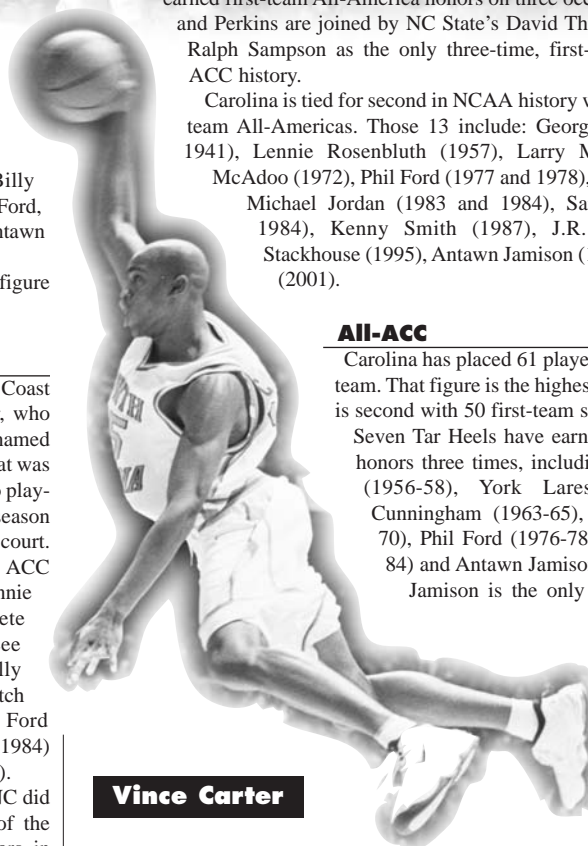 earned first-team All-America honors on three occ
and Perkins are joined by NC State's David Th
Ralph Sampson as the only three-time, first-
ACC history.
Carolina is tied for second in NCAA history w
team All-Americas. Those 13 include: Georg
1941), Lennie Rosenbluth (1957), Larry M
McAdoo (1972), Phil Ford (1977 and 1978),
Michael Jordan (1983 and 1984), Sa
1984), Kenny Smith (1987), J.R.
Stackhouse (1995), Antawn Jamison (1
(2001).
All-ACC
Carolina has placed 61 playe
team. That figure is the highes
is second with 50 first-team s
Seven Tar Heels have earn
honors three times, includi
(1956-58), York Lares
Cunningham (1963-65),
70), Phil Ford (1976-78
84) and Antawn Jamiso
Jamison is the only
Billy
Ford,
ntawn
figure
Coast
, who
named
at was
play-
season
court.
ACC
nnie
ete
ee
lly
tch
Ford
1984)
).
NC did
of the
Vince Carter